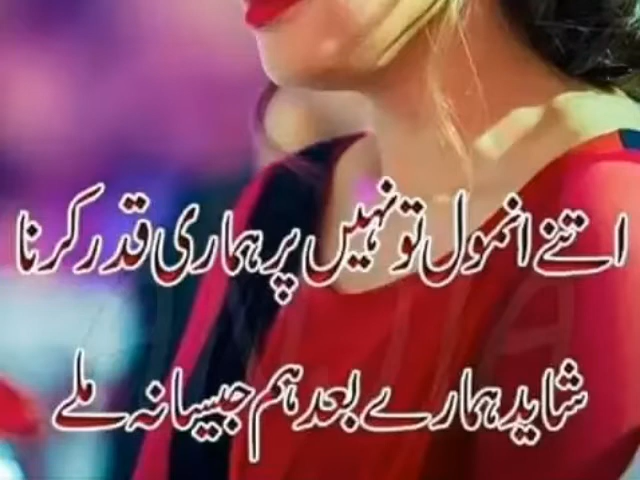 اتنے انمول تو نہیں پر ہماری قدر کرنا
شاید ہمارے بعد ہم جیسا نہ ملے